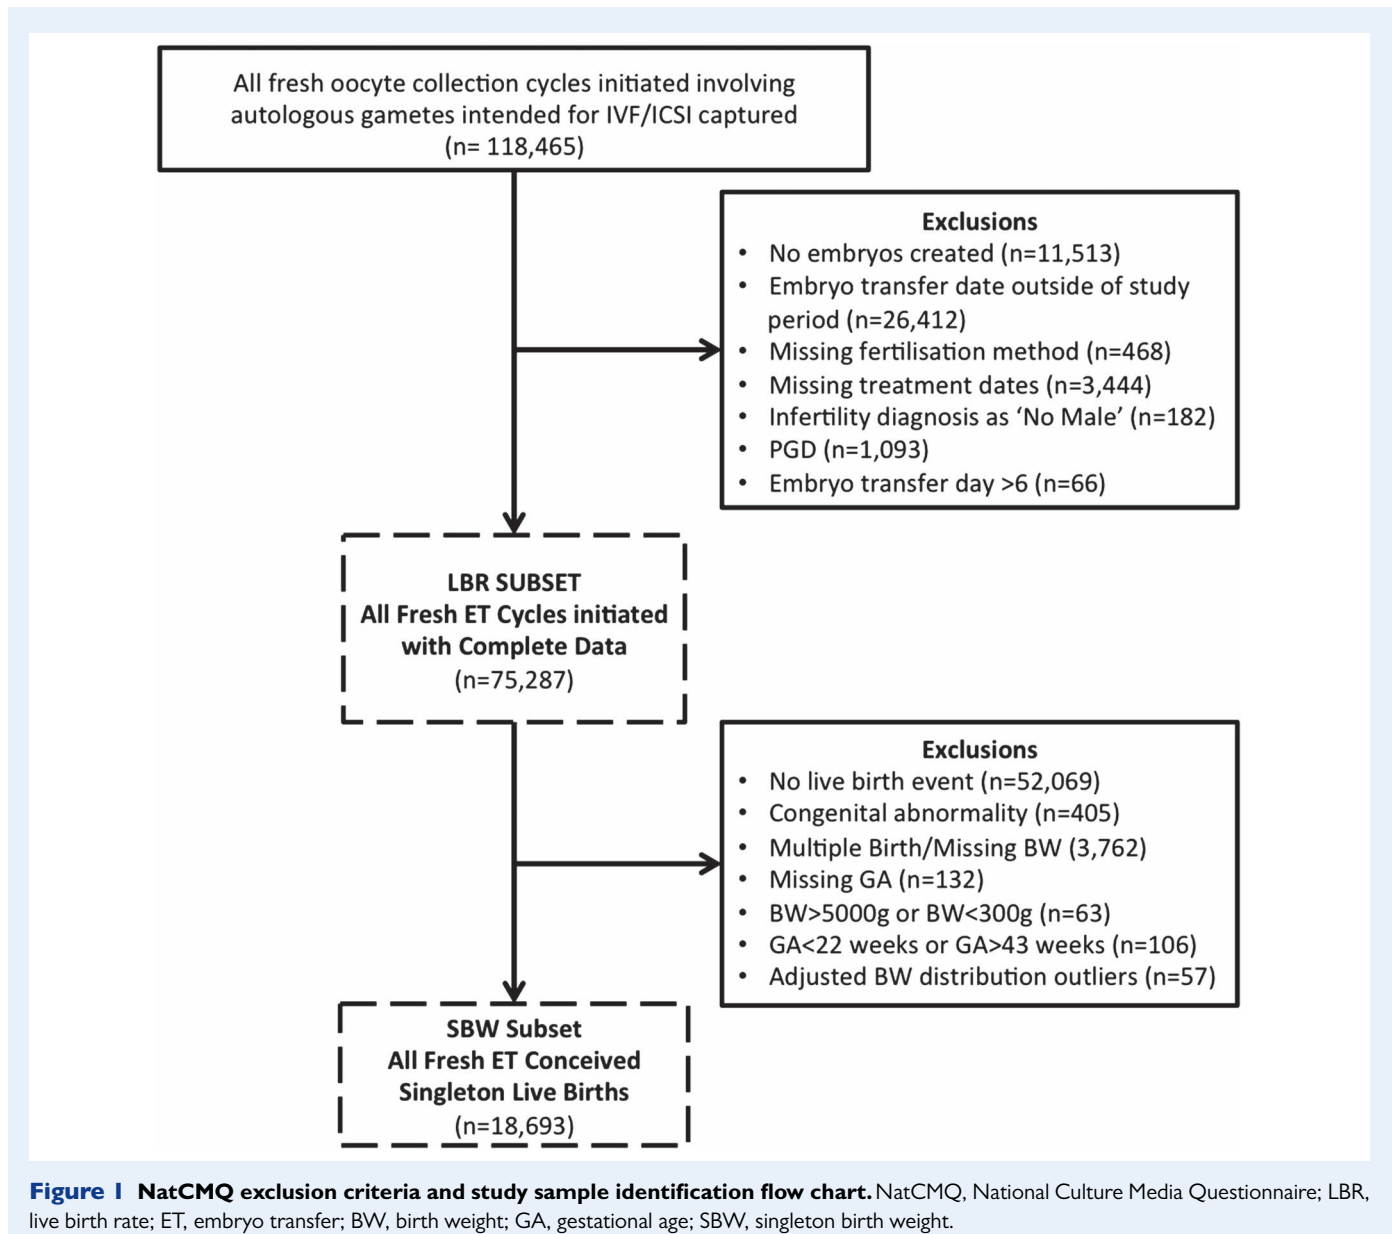 All fresh oocyte collection cycles initiated involving
autologous gametes intended for IVF/ICSI captured
(n= 118,465)
Exclusions
• No embryos created (n=11,513)
• Embryo transfer date outside of study
period (n=26,412)
• Missing fertilisation method (n=468)
• Missing treatment dates (n=3,444)
• Infertility diagnosis as ‘No Male’ (n=182)
• PGD (n=1,093)
• Embryo transfer day >6 (n=66)
LBR SUBSET
All Fresh ET Cycles initiated
with Complete Data
(n=75,287)
Exclusions
• No live birth event (n=52,069)
• Congenital abnormality (n=405)
• Multiple Birth/Missing BW (3,762)
• Missing GA (n=132)
• BW>5000g or BW<300g (n=63)
• GA<22 weeks or GA>43 weeks (n=106)
• Adjusted BW distribution outliers (n=57)
SBW Subset
All Fresh ET Conceived
Singleton Live Births
(n=18,693)
Figure 1 NatCMQ exclusion criteria and study sample identification flow chart. NatCMQ, National Culture Media Questionnaire; LBR,
live birth rate; ET, embryo transfer; BW, birth weight; GA, gestational age; SBW, singleton birth weight.